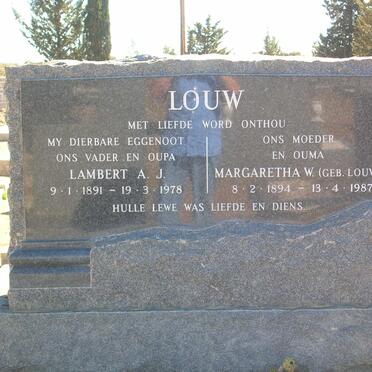 LOUW
MET LIEFDE WORD ONTHOU
MY DIERBARE EGGENOOT
ONS VADER EN OUPA
LAMBERT A. J.
9·1·1891 – 19·3·1978
ONS MOEDER
EN OUMA
MARGARETHA W. (GEB. LOUW
8·2·1894 – 13·4·1987
HULLE LEWE WAS LIEFDE EN DIENS.